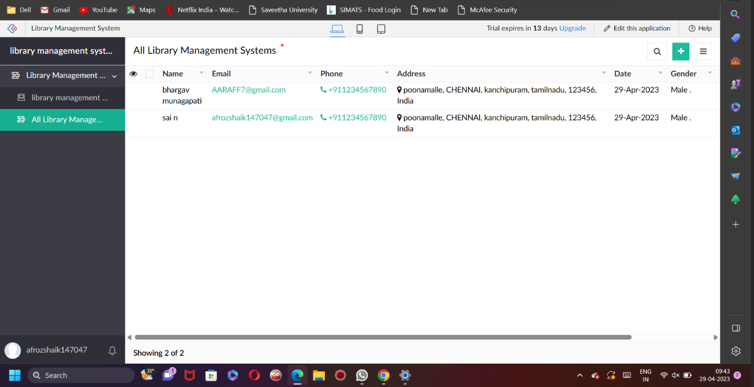 Dell Gmail YouTube Maps Netflix India – Watc... Saveetha University SIMATS - Food Login New Tab McAfee Security
Library Management System Trial expires in 13 days Upgrade Edit this application Help
library management syst... All Library Management Systems *
Library Management ... Name Email Phone Address Date Gender
library management ... bhargav AARAFF7@gmail.com +911234567890 poonamalle, CHENNAI, kanchipuram, tamilnadu, 123456, 29-Apr-2023 Male .
munagapati India
All Library Manage... sai n afrozshaik147047@gmail.com +911234567890 poonamalle, CHENNAI, kanchipuram, tamilnadu, 123456, 29-Apr-2023 Male .
India
afrozshaik147047 Showing 2 of 2
Search 31° 1 ENG 09:43
IN 29-04-2023 7